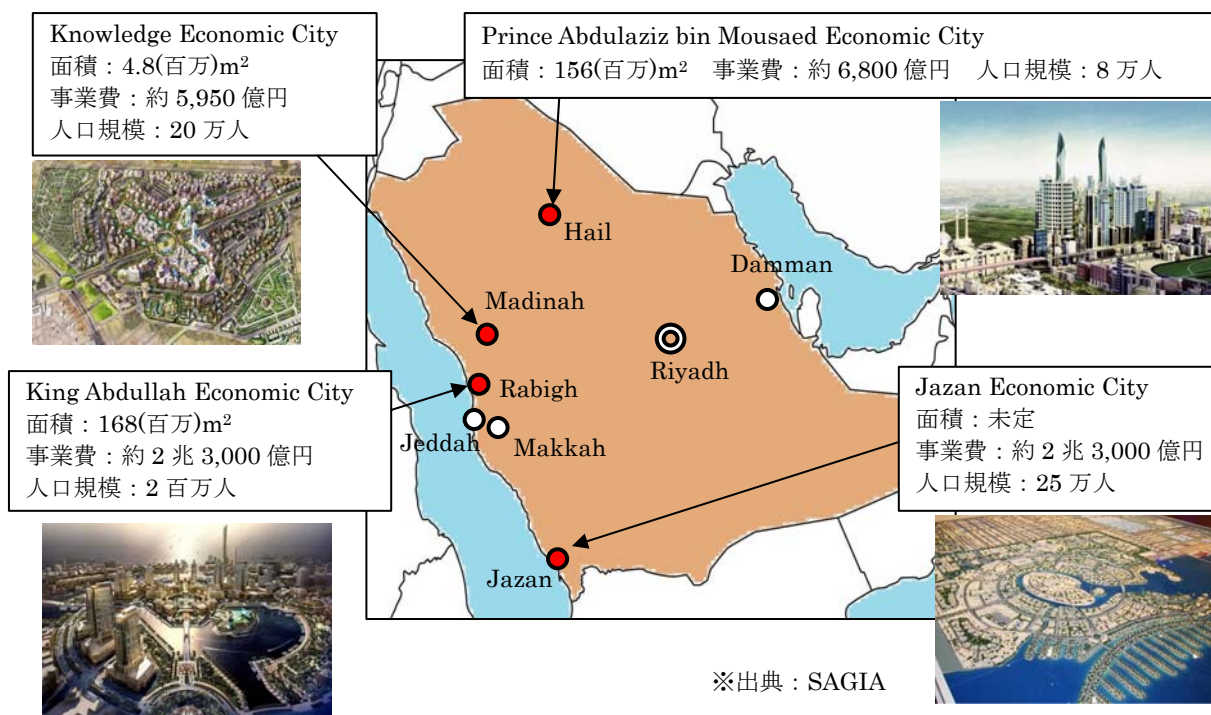 Knowledge Economic City
面積：4.8(百万)m²
事業費：約 5,950 億円
人口規模：20 万人
Prince Abdulaziz bin Mousaed Economic City
面積：156(百万)m²　事業費：約 6,800 億円　人口規模：8 万人
Hail
Damman
Madinah
Riyadh
Rabigh
Jeddah
Makkah
Jazan
King Abdullah Economic City
面積：168(百万)m²
事業費：約 2 兆 3,000 億円
人口規模：2 百万人
Jazan Economic City
面積：未定
事業費：約 2 兆 3,000 億円
人口規模：25 万人
※出典：SAGIA